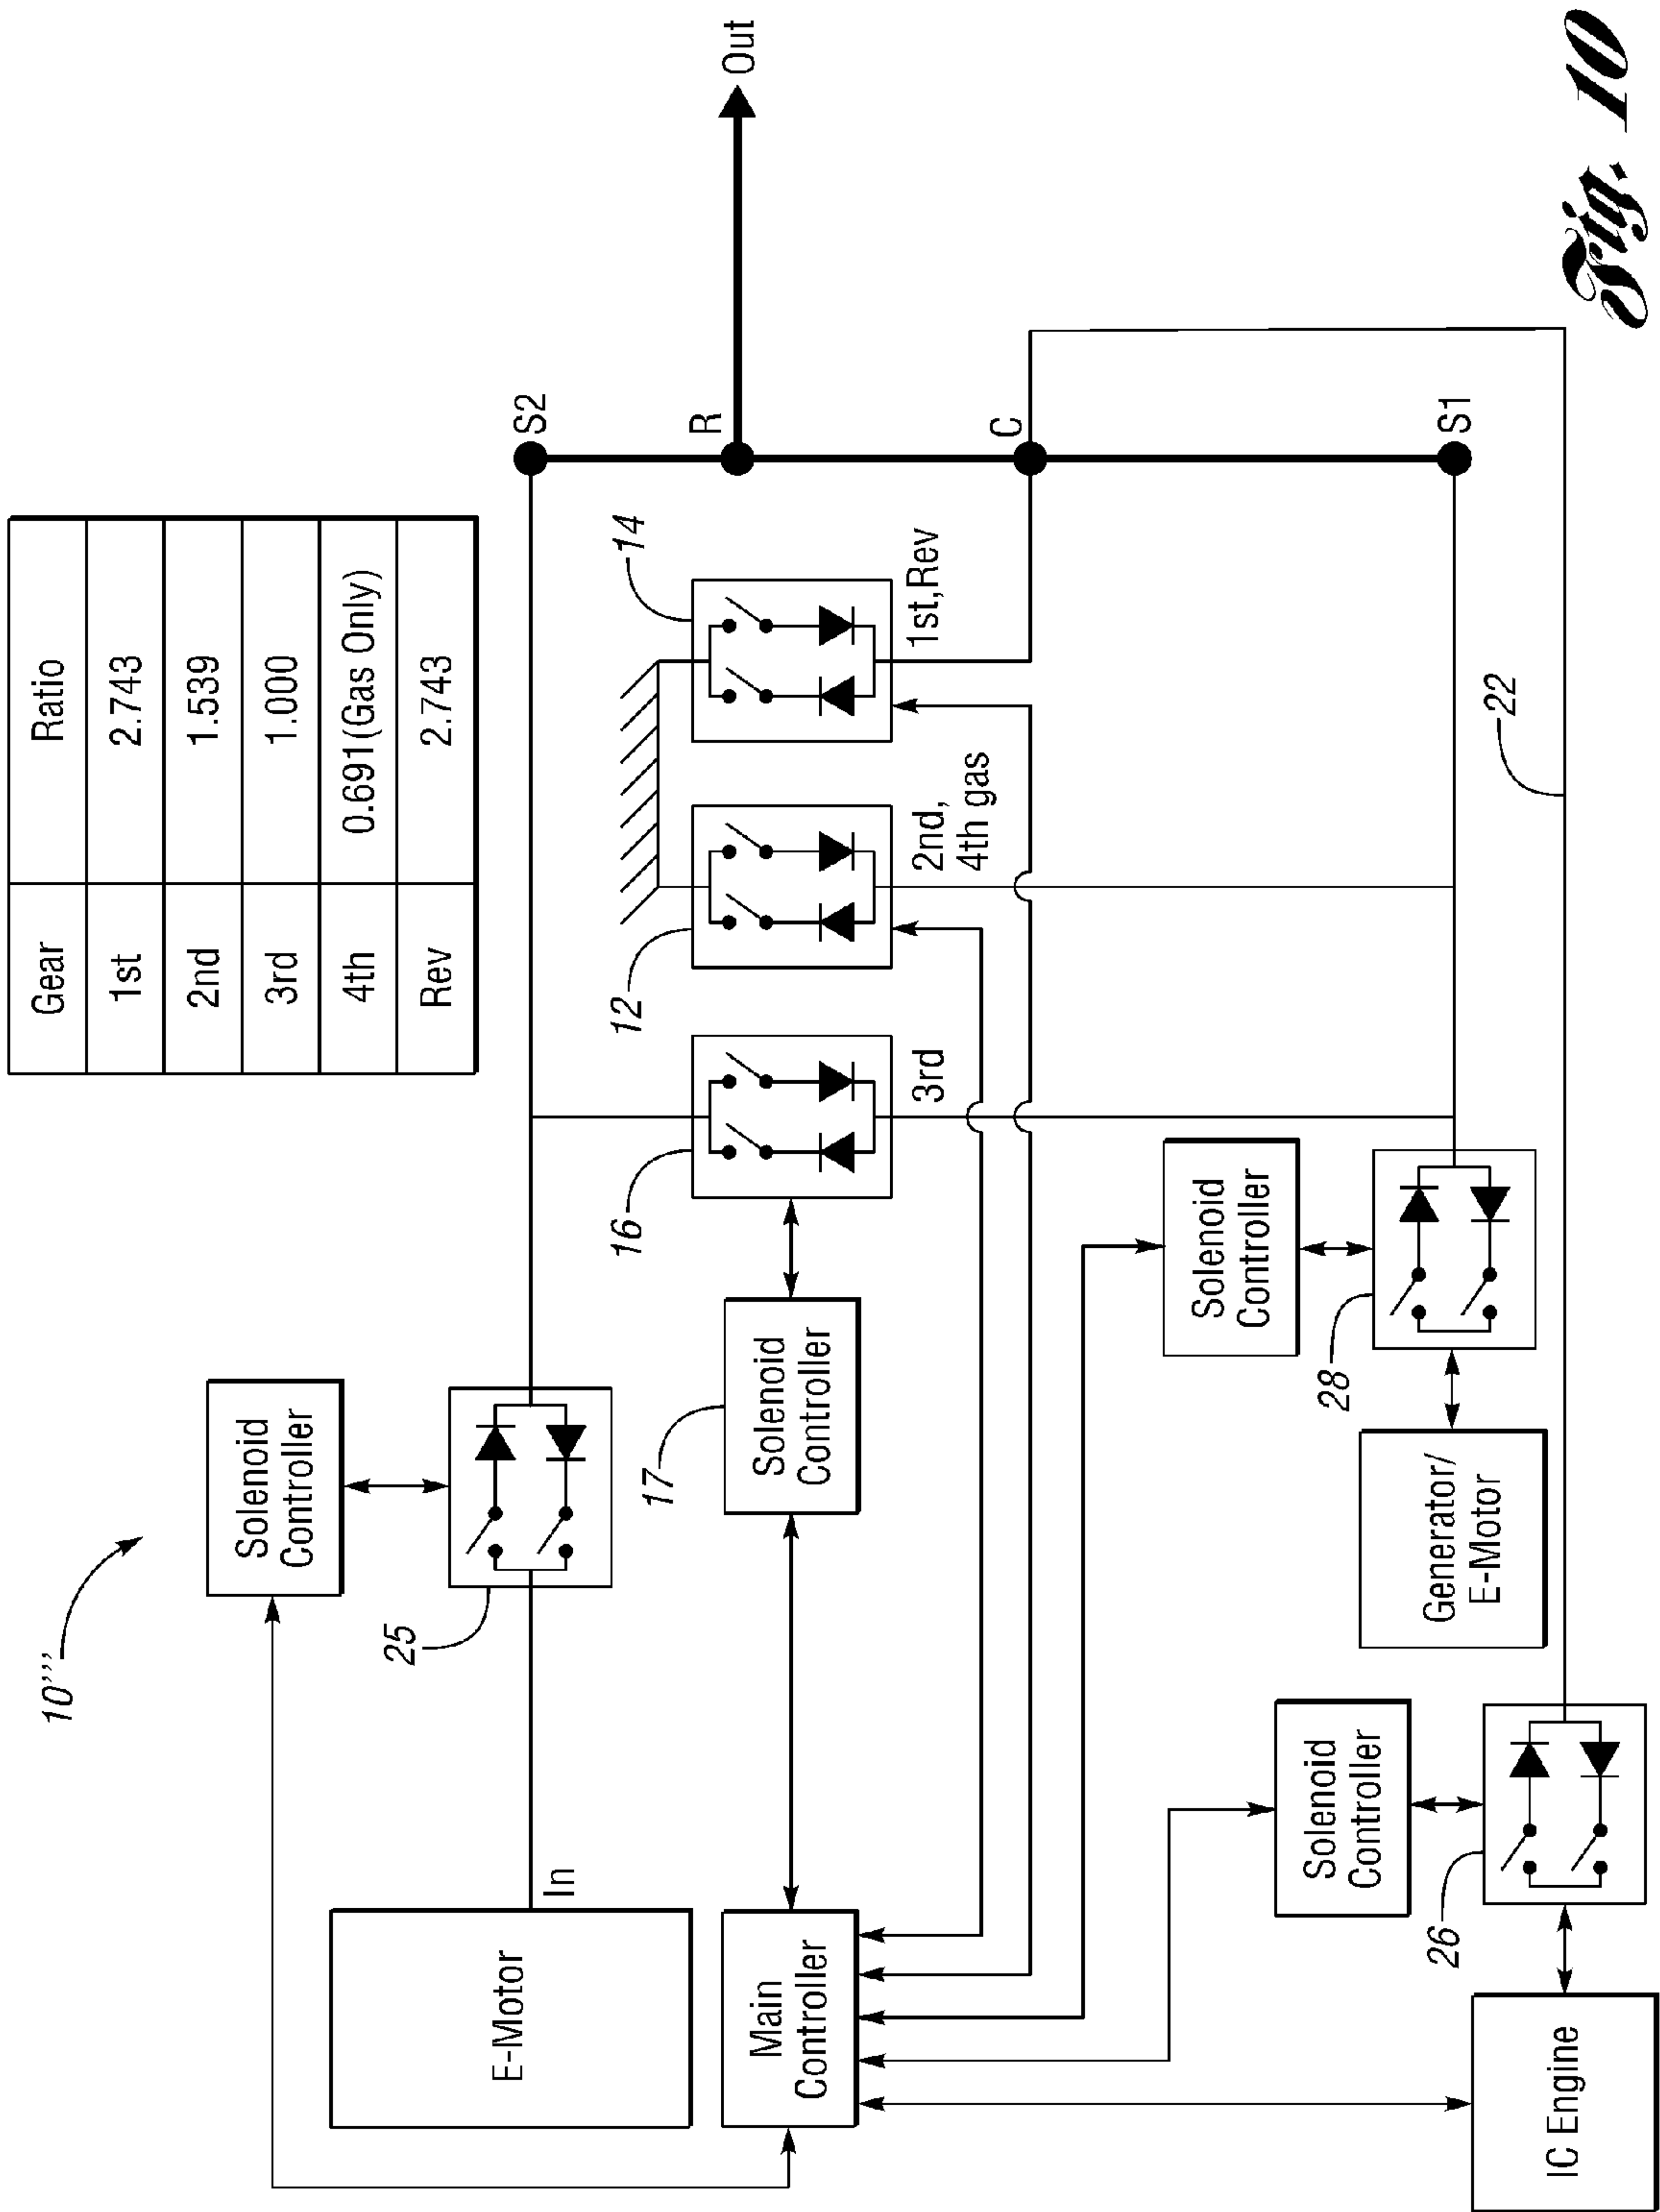 Gear Ratio
1st 2.743
2nd 1.539
3rd 1.000
4th 0.691(Gas Only)
Rev 2.743
10'''
Solenoid
Controller
25
E-Motor
In
S2
R
Out
C
S1
14
1st,Rev
12
2nd,
4th gas
16
3rd
17
Solenoid
Controller
Main
Controller
Solenoid
Controller
28
Generator/
E-Motor
22
Solenoid
Controller
26
IC Engine
Fig. 10